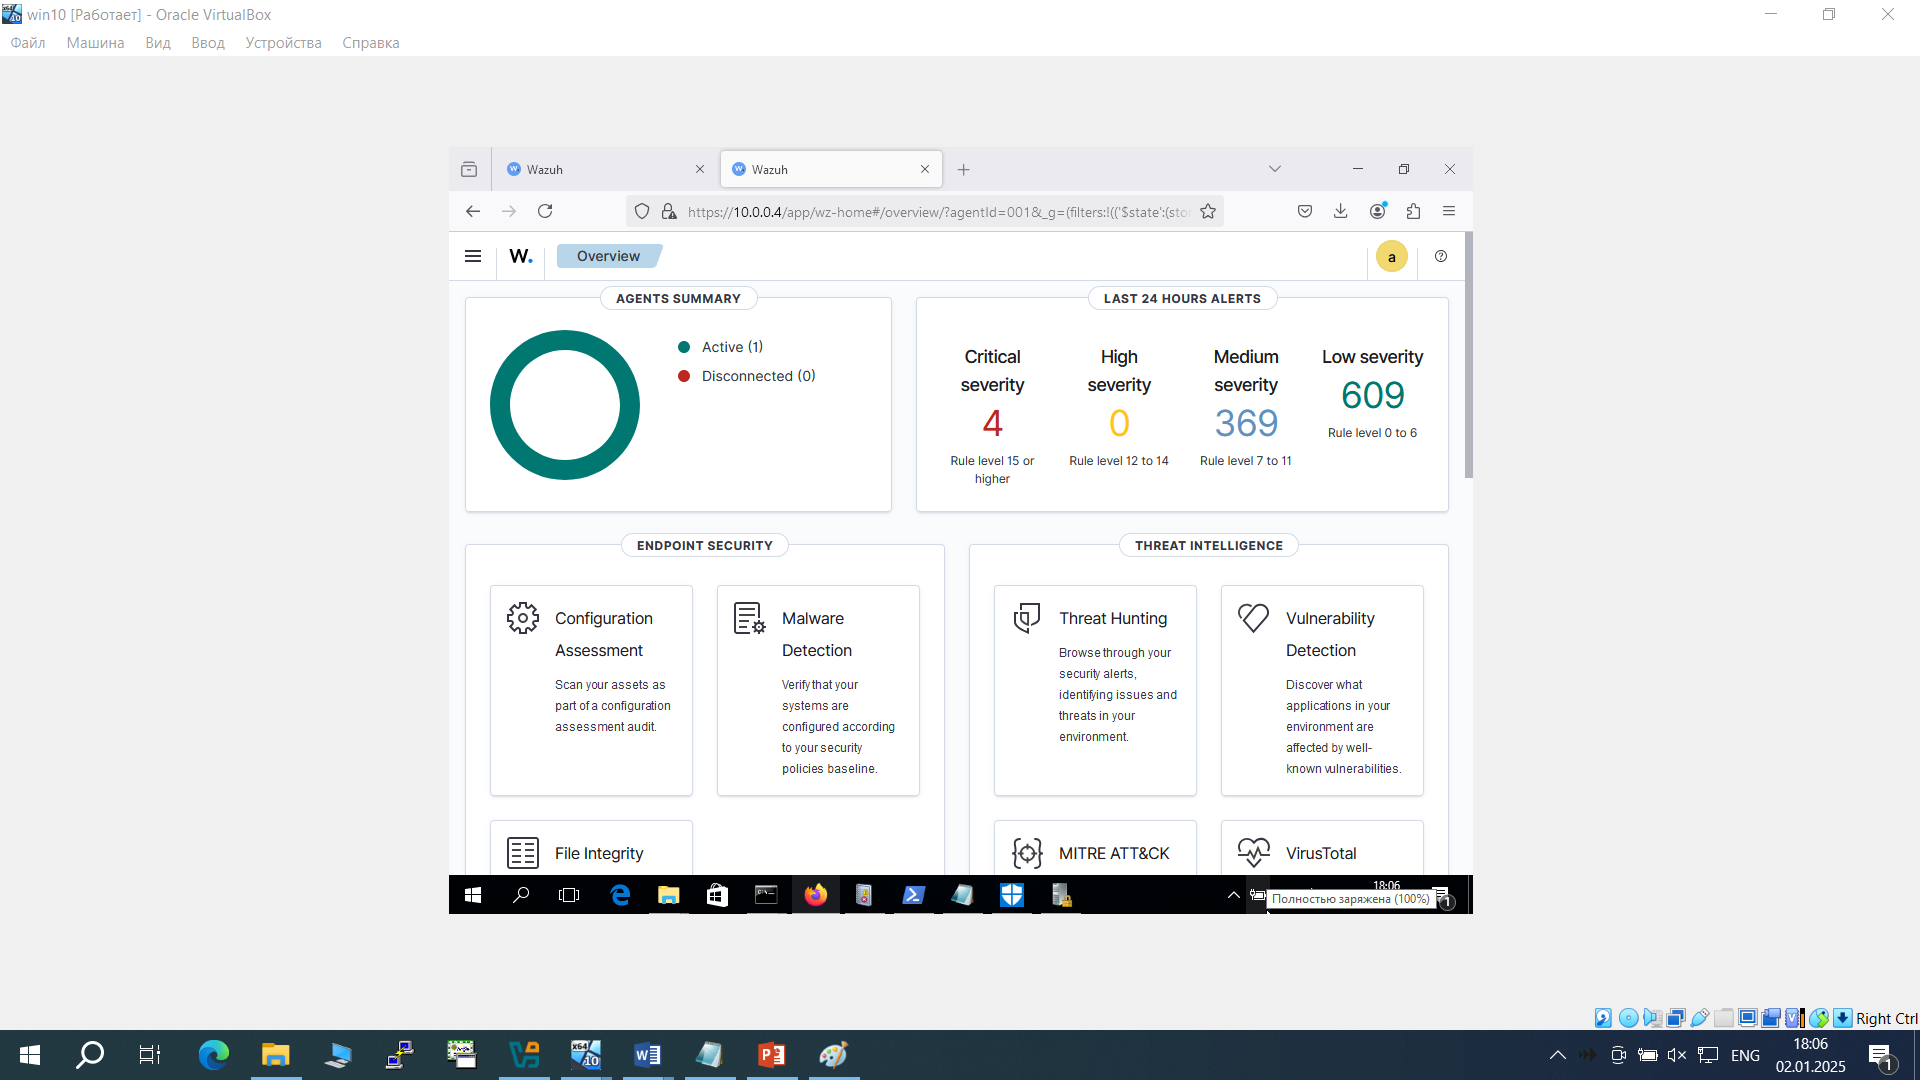 win10 [Работает] - Oracle VirtualBox
Файл Машина Вид Ввод Устройства Справка
Wazuh
Wazuh
https://10.0.0.4/app/wz-home#/overview/?agentId=001&_g=(filters:!(('$state':(sto
W.
Overview
a
AGENTS SUMMARY
Active (1)
Disconnected (0)
LAST 24 HOURS ALERTS
Critical
severity
4
Rule level 15 or
higher
High
severity
0
Rule level 12 to 14
Medium
severity
369
Rule level 7 to 11
Low severity
609
Rule level 0 to 6
ENDPOINT SECURITY
Configuration
Assessment
Scan your assets as
part of a configuration
assessment audit.
Malware
Detection
Verify that your
systems are
configured according
to your security
policies baseline.
File Integrity
THREAT INTELLIGENCE
Threat Hunting
Browse through your
security alerts,
identifying issues and
threats in your
environment.
Vulnerability
Detection
Discover what
applications in your
environment are
affected by well-
known vulnerabilities.
MITRE ATT&CK
VirusTotal
18:06
Полностью заряжена (100%)
1
Right Ctrl
ENG
18:06
02.01.2025
1